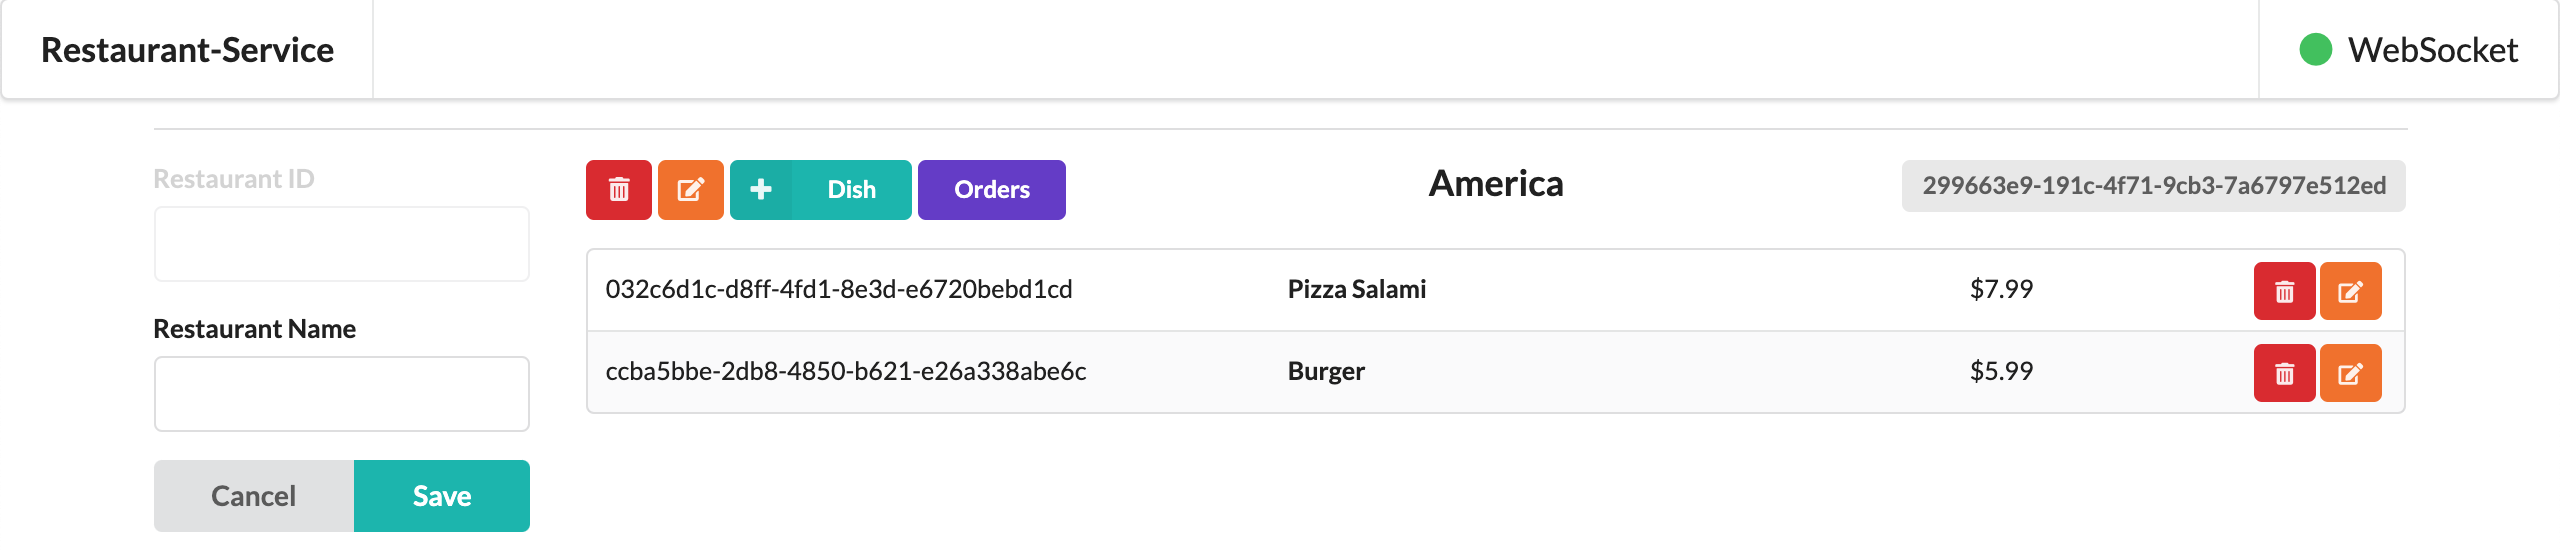 Restaurant-Service
WebSocket
Restaurant ID
Restaurant Name
Cancel
Save
Dish
Orders
America
299663e9-191c-4f71-9cb3-7a6797e512ed
032c6d1c-d8ff-4fd1-8e3d-e6720bebd1cd Pizza Salami $7.99
ccba5bbe-2db8-4850-b621-e26a338abe6c Burger $5.99